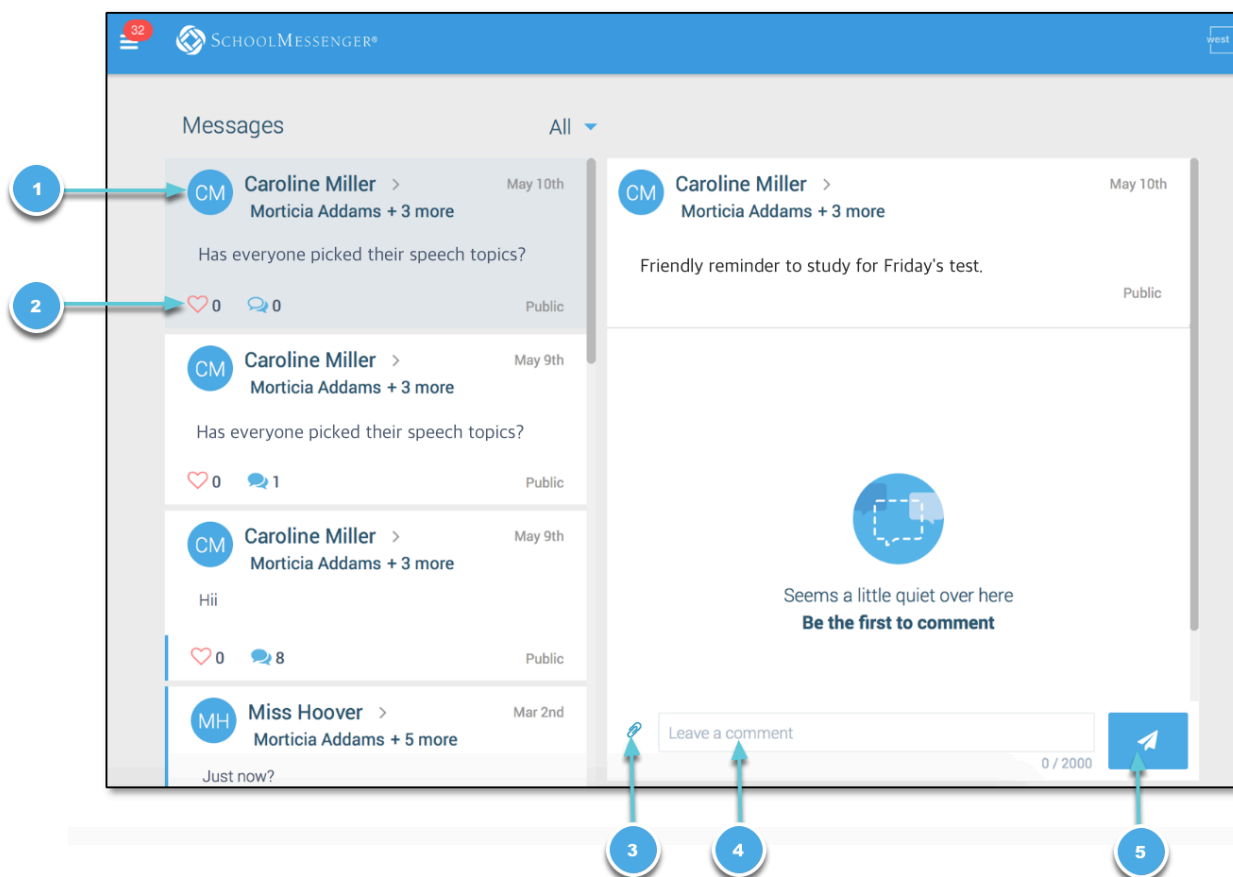 32
SCHOOLMESSENGER®
west
Messages
All
CM
Caroline Miller >
May 10th
Morticia Addams + 3 more
Has everyone picked their speech topics?
0
0
Public
CM
Caroline Miller >
May 9th
Morticia Addams + 3 more
Has everyone picked their speech topics?
0
1
Public
CM
Caroline Miller >
May 9th
Morticia Addams + 3 more
Hii
0
8
Public
MH
Miss Hoover >
Mar 2nd
Morticia Addams + 5 more
Just now?
CM
Caroline Miller >
May 10th
Morticia Addams + 3 more
Friendly reminder to study for Friday's test.
Public
Seems a little quiet over here
Be the first to comment
Leave a comment
0 / 2000
1
2
3
4
5